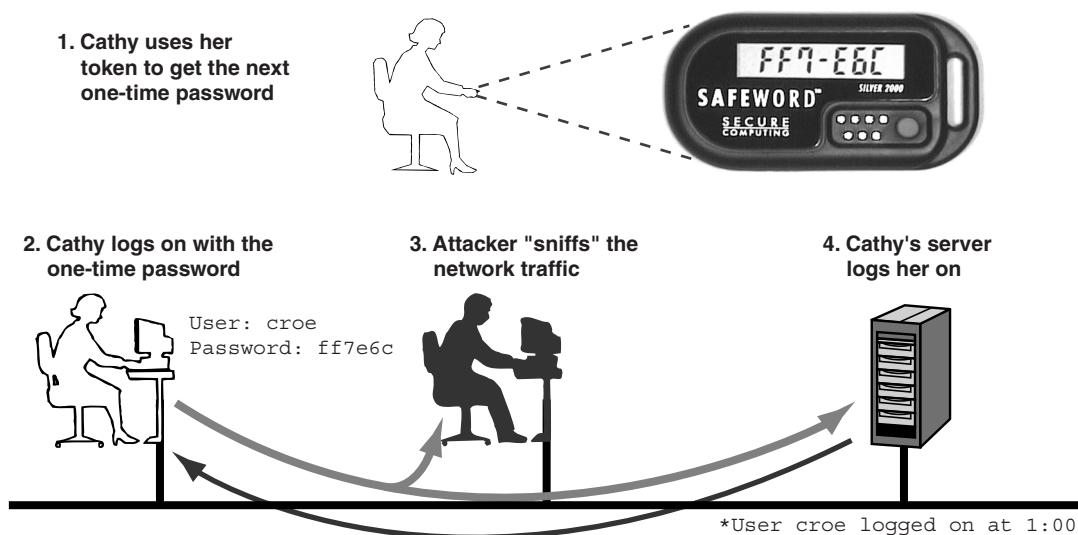 1. Cathy uses her
token to get the next
one-time password
FF7-E6C
SILVER 2000
SAFEWORD™
SECURE
COMPUTING
2. Cathy logs on with the
one-time password
3. Attacker "sniffs" the
network traffic
4. Cathy's server
logs her on
User: croe
Password: ff7e6c
*User croe logged on at 1:00